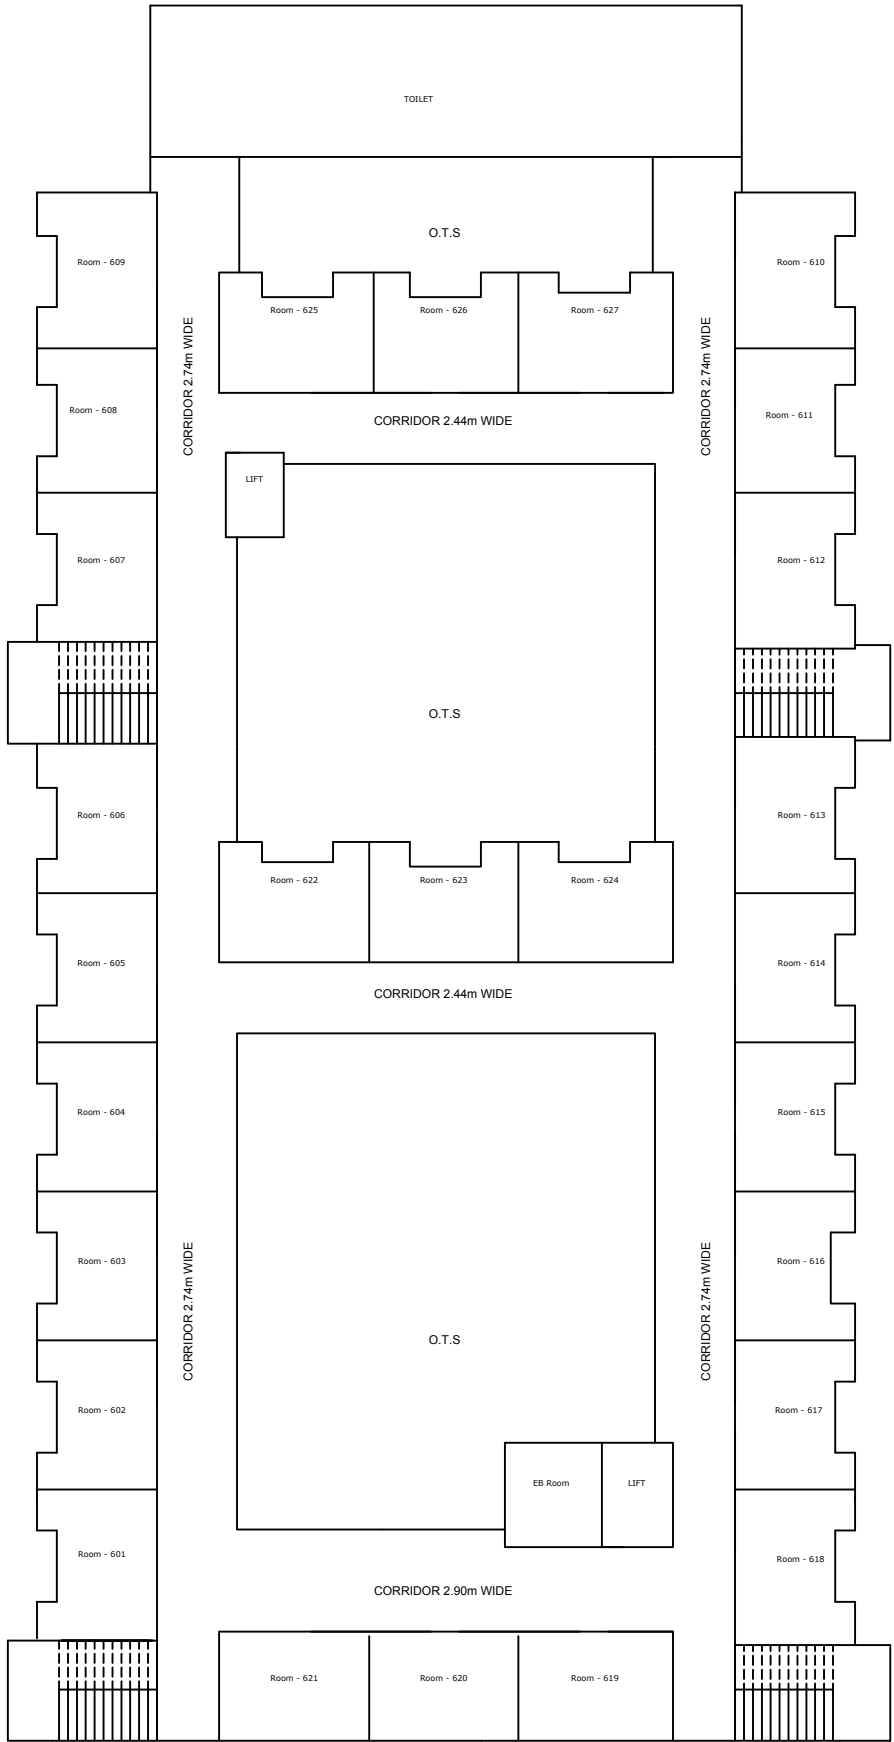 TOILET
O.T.S
Room - 609
Room - 610
Room - 625
Room - 626
Room - 627
CORRIDOR 2.74m WIDE
CORRIDOR 2.74m WIDE
Room - 608
Room - 611
CORRIDOR 2.44m WIDE
LIFT
Room - 607
Room - 612
O.T.S
Room - 606
Room - 613
Room - 622
Room - 623
Room - 624
Room - 605
Room - 614
CORRIDOR 2.44m WIDE
Room - 604
Room - 615
Room - 603
Room - 616
CORRIDOR 2.74m WIDE
CORRIDOR 2.74m WIDE
O.T.S
Room - 602
Room - 617
EB Room
LIFT
Room - 601
Room - 618
CORRIDOR 2.90m WIDE
Room - 621
Room - 620
Room - 619